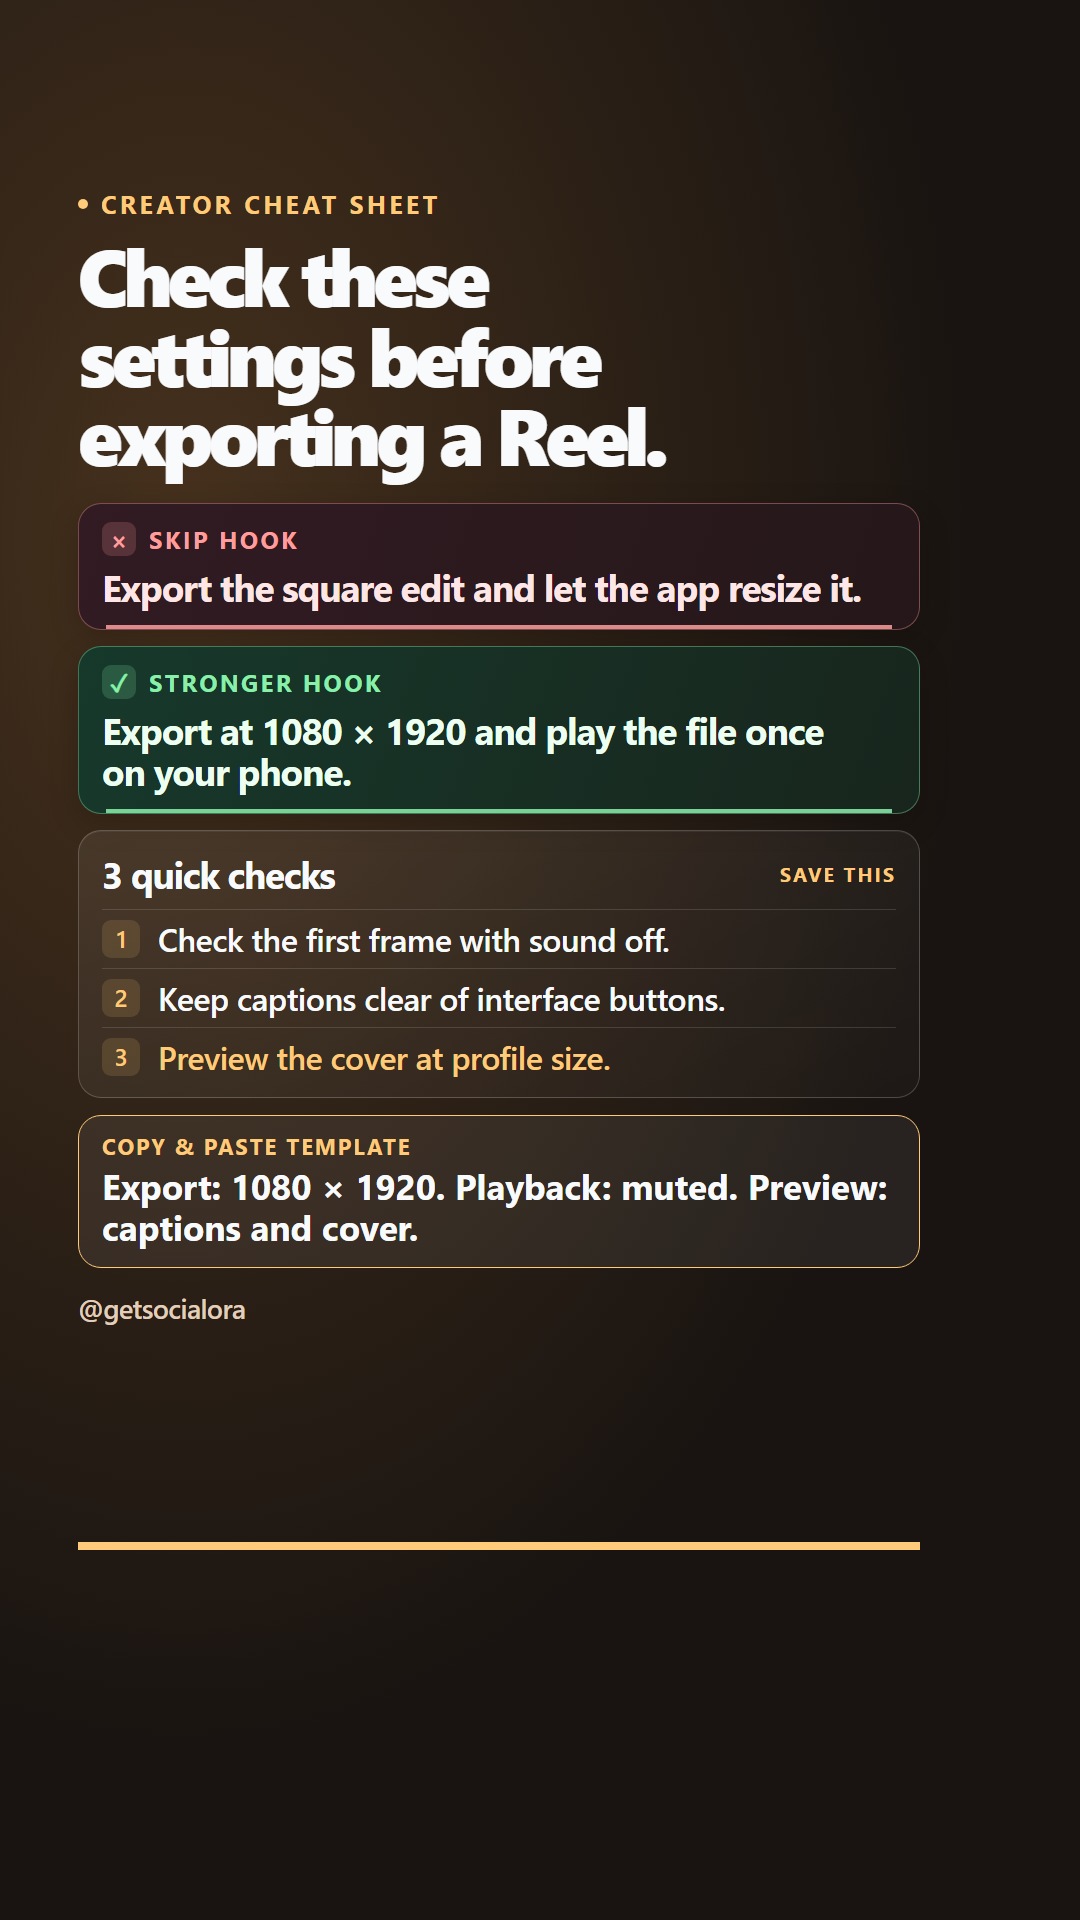 • CREATOR CHEAT SHEET
Check these
settings before
exporting a Reel.
× SKIP HOOK
Export the square edit and let the app resize it.
✓ STRONGER HOOK
Export at 1080 × 1920 and play the file once
on your phone.
3 quick checks SAVE THIS
1 Check the first frame with sound off.
2 Keep captions clear of interface buttons.
3 Preview the cover at profile size.
COPY & PASTE TEMPLATE
Export: 1080 × 1920. Playback: muted. Preview:
captions and cover.
@getsocialora